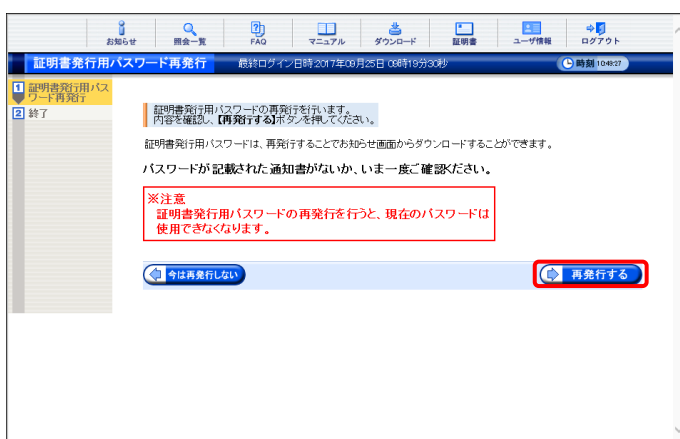 お知らせ 照会一覧 FAQ マニュアル ダウンロード 証明書 ユーザ情報 ログアウト
証明書発行用パスワード再発行 最終ログイン日時:2017年09月25日 09時19分30秒 時刻 10:49:27
1 証明書発行用パス
ワード再発行
2 終了
証明書発行用パスワードの再発行を行います。
内容を確認し、【再発行する】ボタンを押してください。
証明書発行用パスワードは、再発行することでお知らせ画面からダウンロードすることができます。
パスワードが記載された通知書がないか、いま一度ご確認ください。
※注意
証明書発行用パスワードの再発行を行うと、現在のパスワードは
使用できなくなります。
今は再発行しない 再発行する